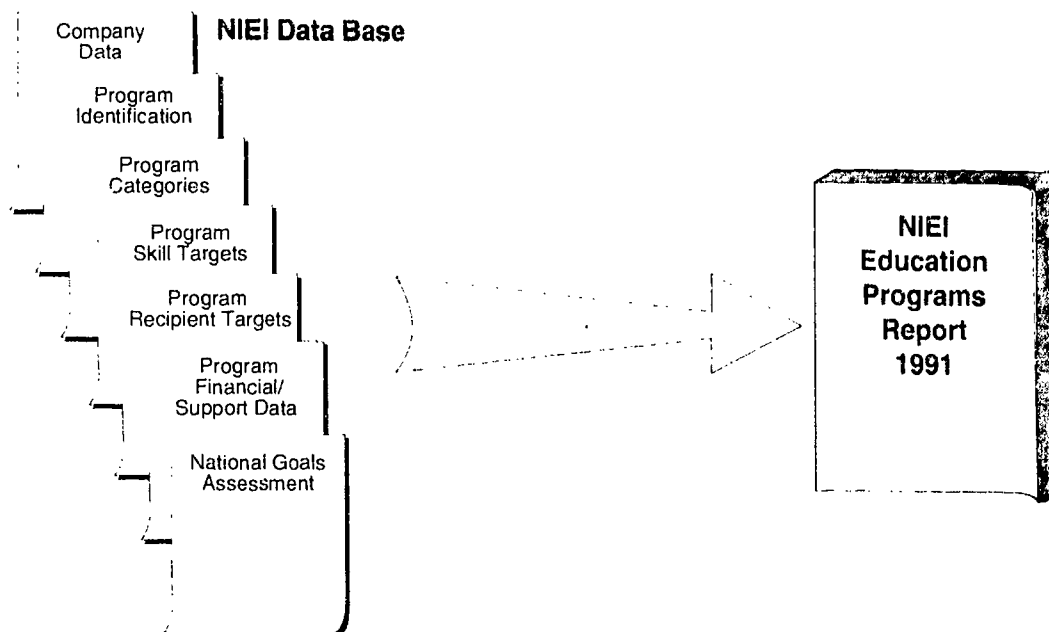 NIEI Data Base
Company
Data
Program
Identification
Program
Categories
Program
Skill Targets
Program
Recipient Targets
Program
Financial/
Support Data
National Goals
Assessment
NIEI
Education
Programs
Report
1991